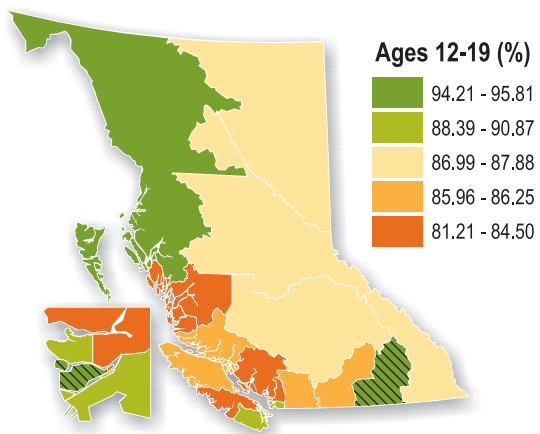 Ages 12-19 (%)
94.21 - 95.81
88.39 - 90.87
86.99 - 87.88
85.96 - 86.25
81.21 - 84.50